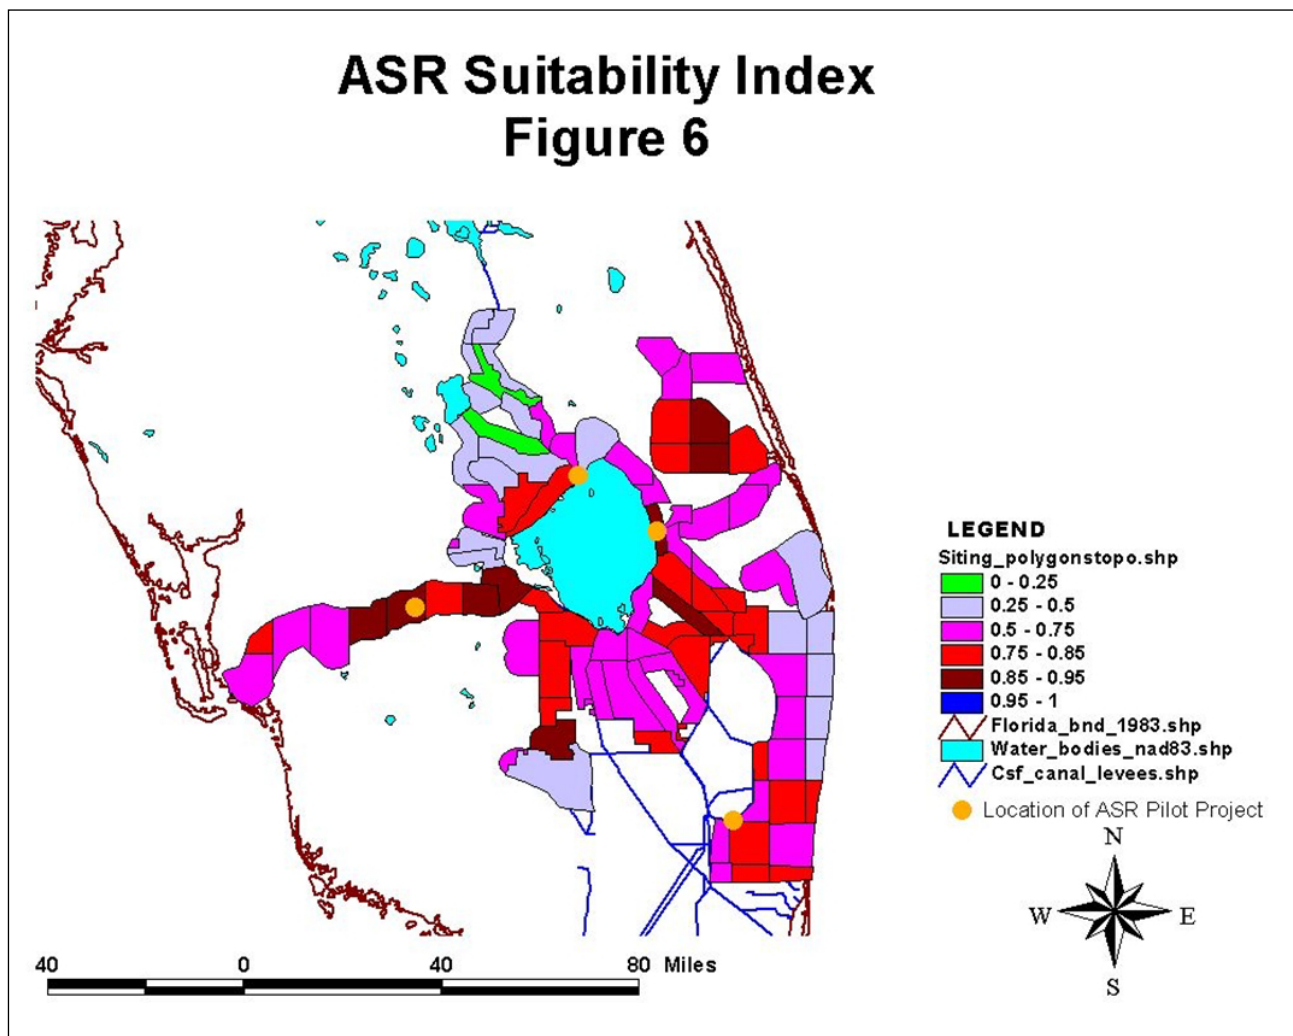 ASR Suitability Index
Figure 6
LEGEND
Siting_polygonstopo.shp
0 - 0.25
0.25 - 0.5
0.5 - 0.75
0.75 - 0.85
0.85 - 0.95
0.95 - 1
Florida_bnd_1983.shp
Water_bodies_nad83.shp
Csf_canal_levees.shp
Location of ASR Pilot Project
N
W E
S
40 0 40 80 Miles